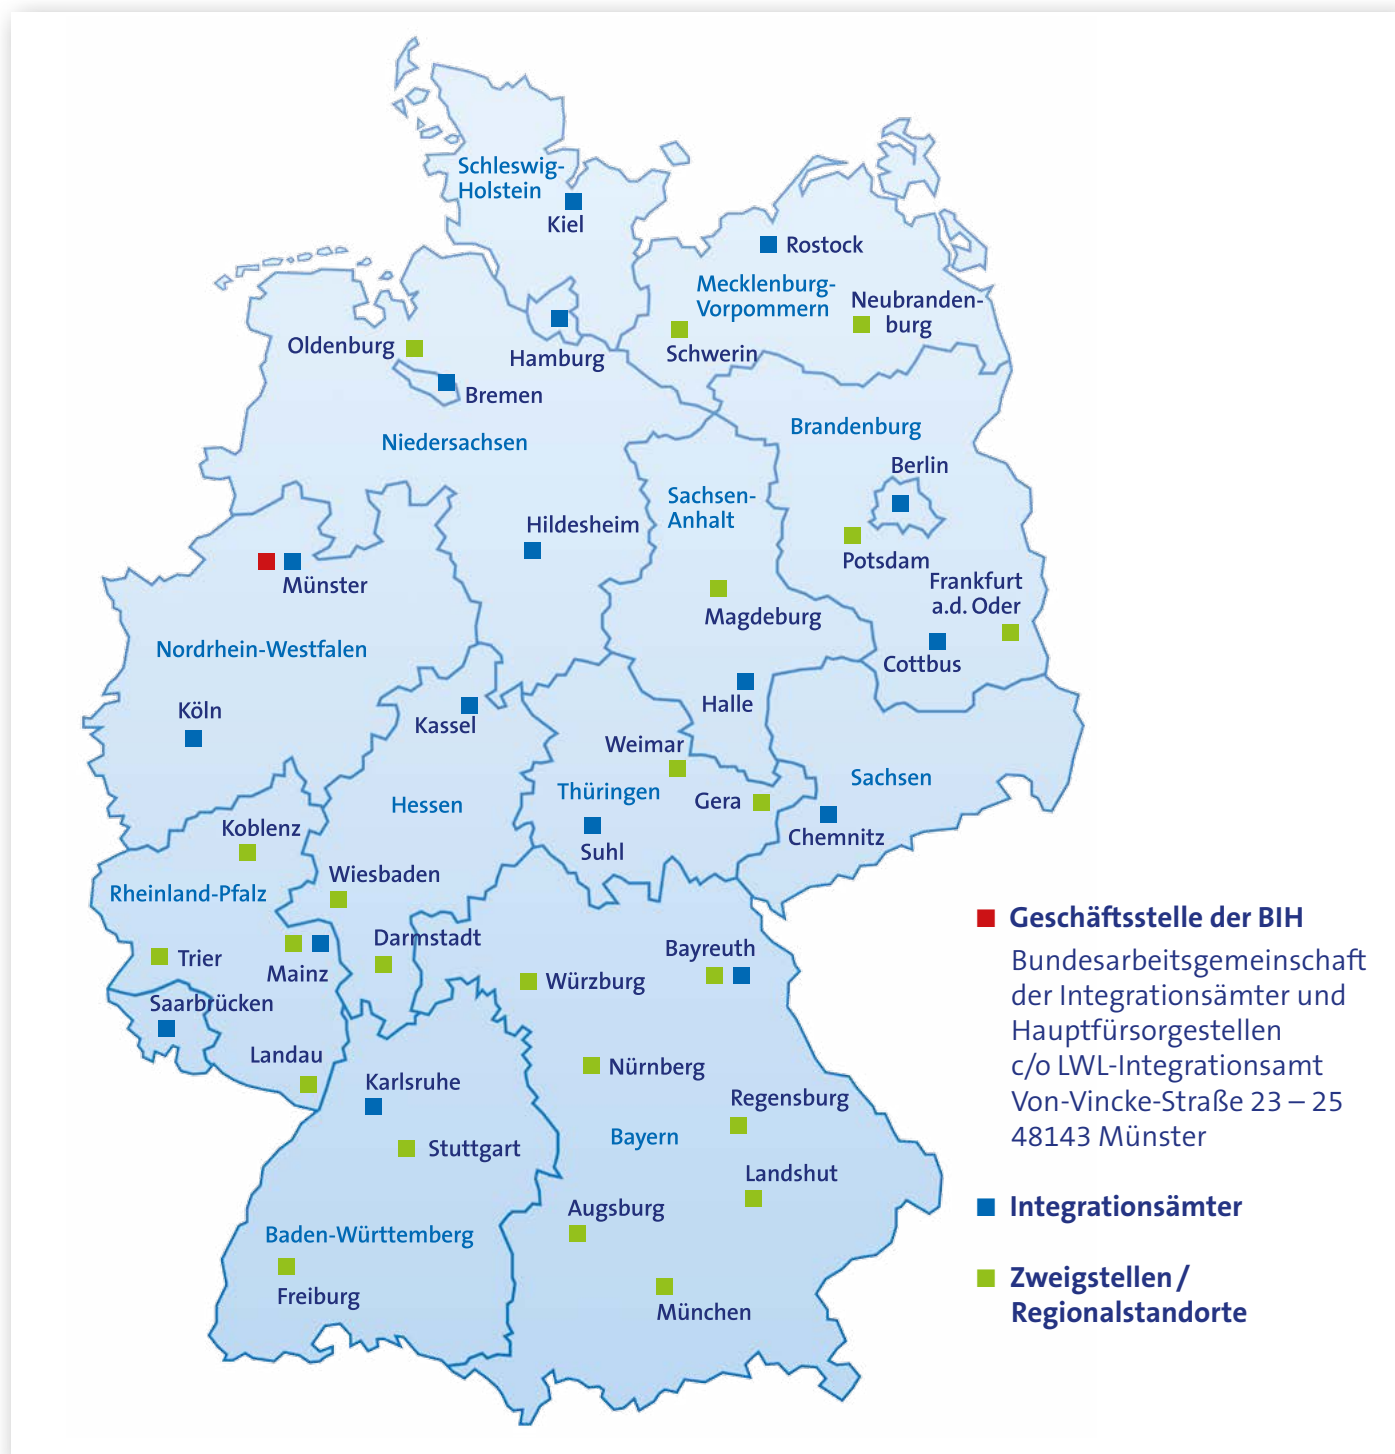 Schleswig-
Holstein
Kiel
Rostock
Mecklenburg-
Vorpommern
Neubranden-
burg
Schwerin
Oldenburg
Hamburg
Bremen
Niedersachsen
Brandenburg
Berlin
Sachsen-
Anhalt
Hildesheim
Potsdam
Münster
Frankfurt
a.d. Oder
Magdeburg
Nordrhein-Westfalen
Cottbus
Halle
Köln
Kassel
Weimar
Sachsen
Thüringen
Gera
Hessen
Koblenz
Chemnitz
Suhl
Wiesbaden
Rheinland-Pfalz
Darmstadt
Bayreuth
Trier
Mainz
Würzburg
Saarbrücken
Landau
Nürnberg
Karlsruhe
Regensburg
Bayern
Stuttgart
Landshut
Augsburg
Baden-Württemberg
Freiburg
München
Geschäftsstelle der BIH
Bundesarbeitsgemeinschaft
der Integrationsämter und
Hauptfürsorgestellen
c/o LWL-Integrationsamt
Von-Vincke-Straße 23 – 25
48143 Münster
Integrationsämter
Zweigstellen /
Regionalstandorte